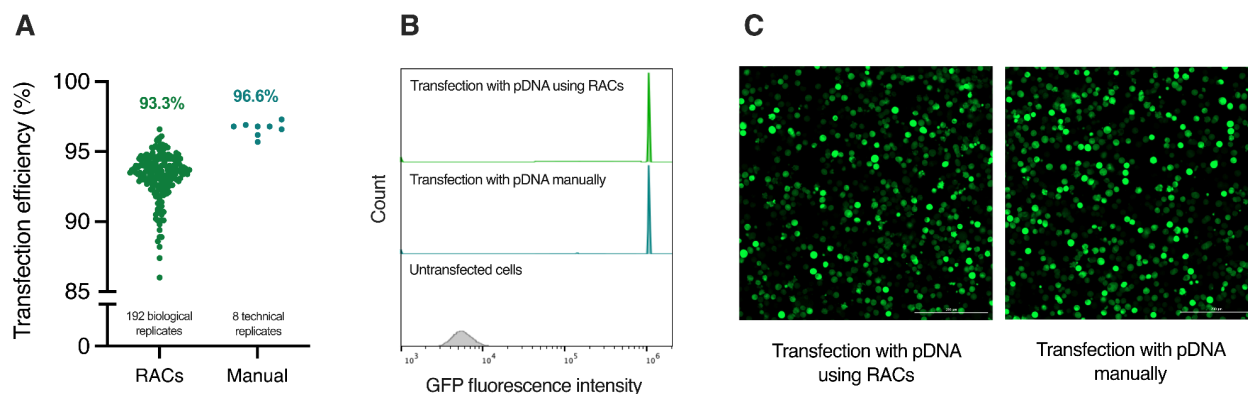 A
Transfection efficiency (%)
100
95
90
85
0
93.3%
96.6%
192 biological
replicates
8 technical
replicates
RACs
Manual
B
Count
Transfection with pDNA using RACs
Transfection with pDNA manually
Untransfected cells
10³
10⁴
10⁵
10⁶
GFP fluorescence intensity
C
Transfection with pDNA
using RACs
Transfection with pDNA
manually